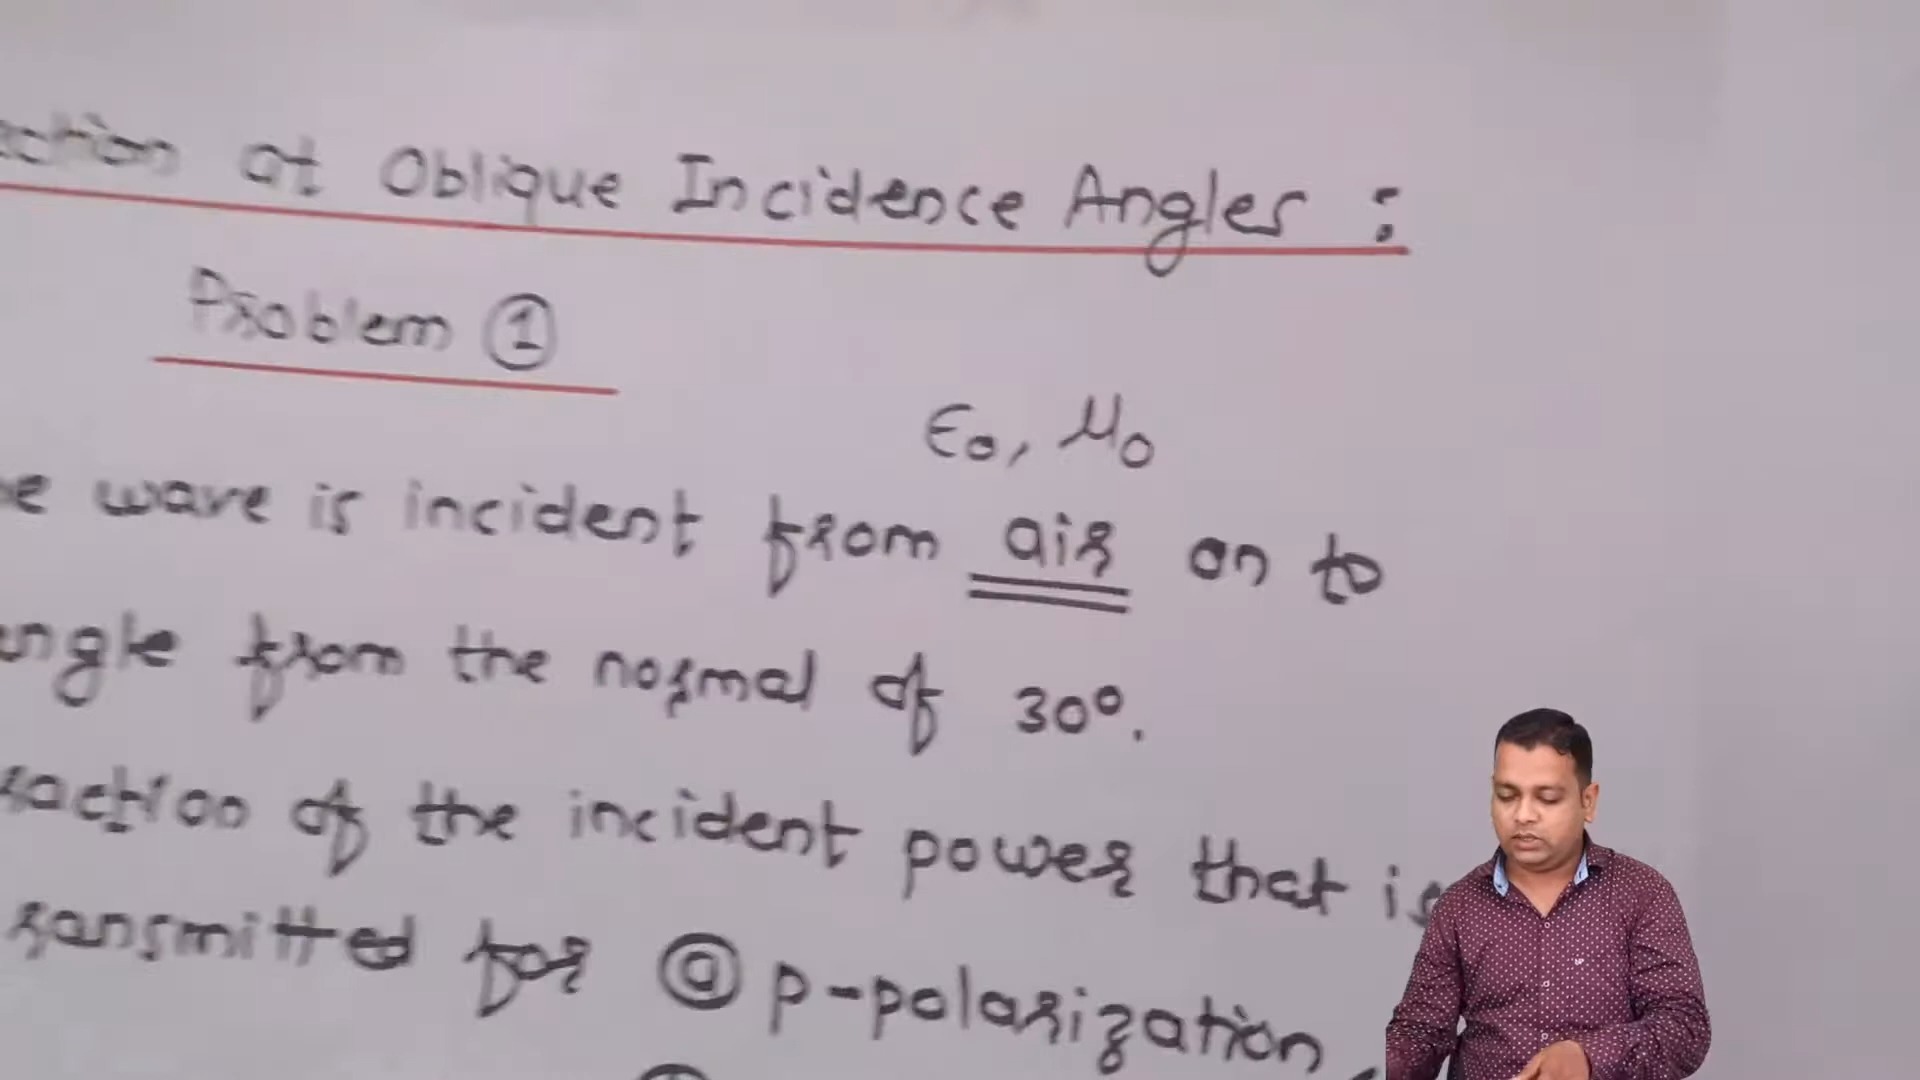 at Oblique Incidence Angles :
Problem ①
ϵ₀, μ₀
wave is incident from air on to
angle from the normal of 30°.
of the incident power that is
for ⓐ p-polarization